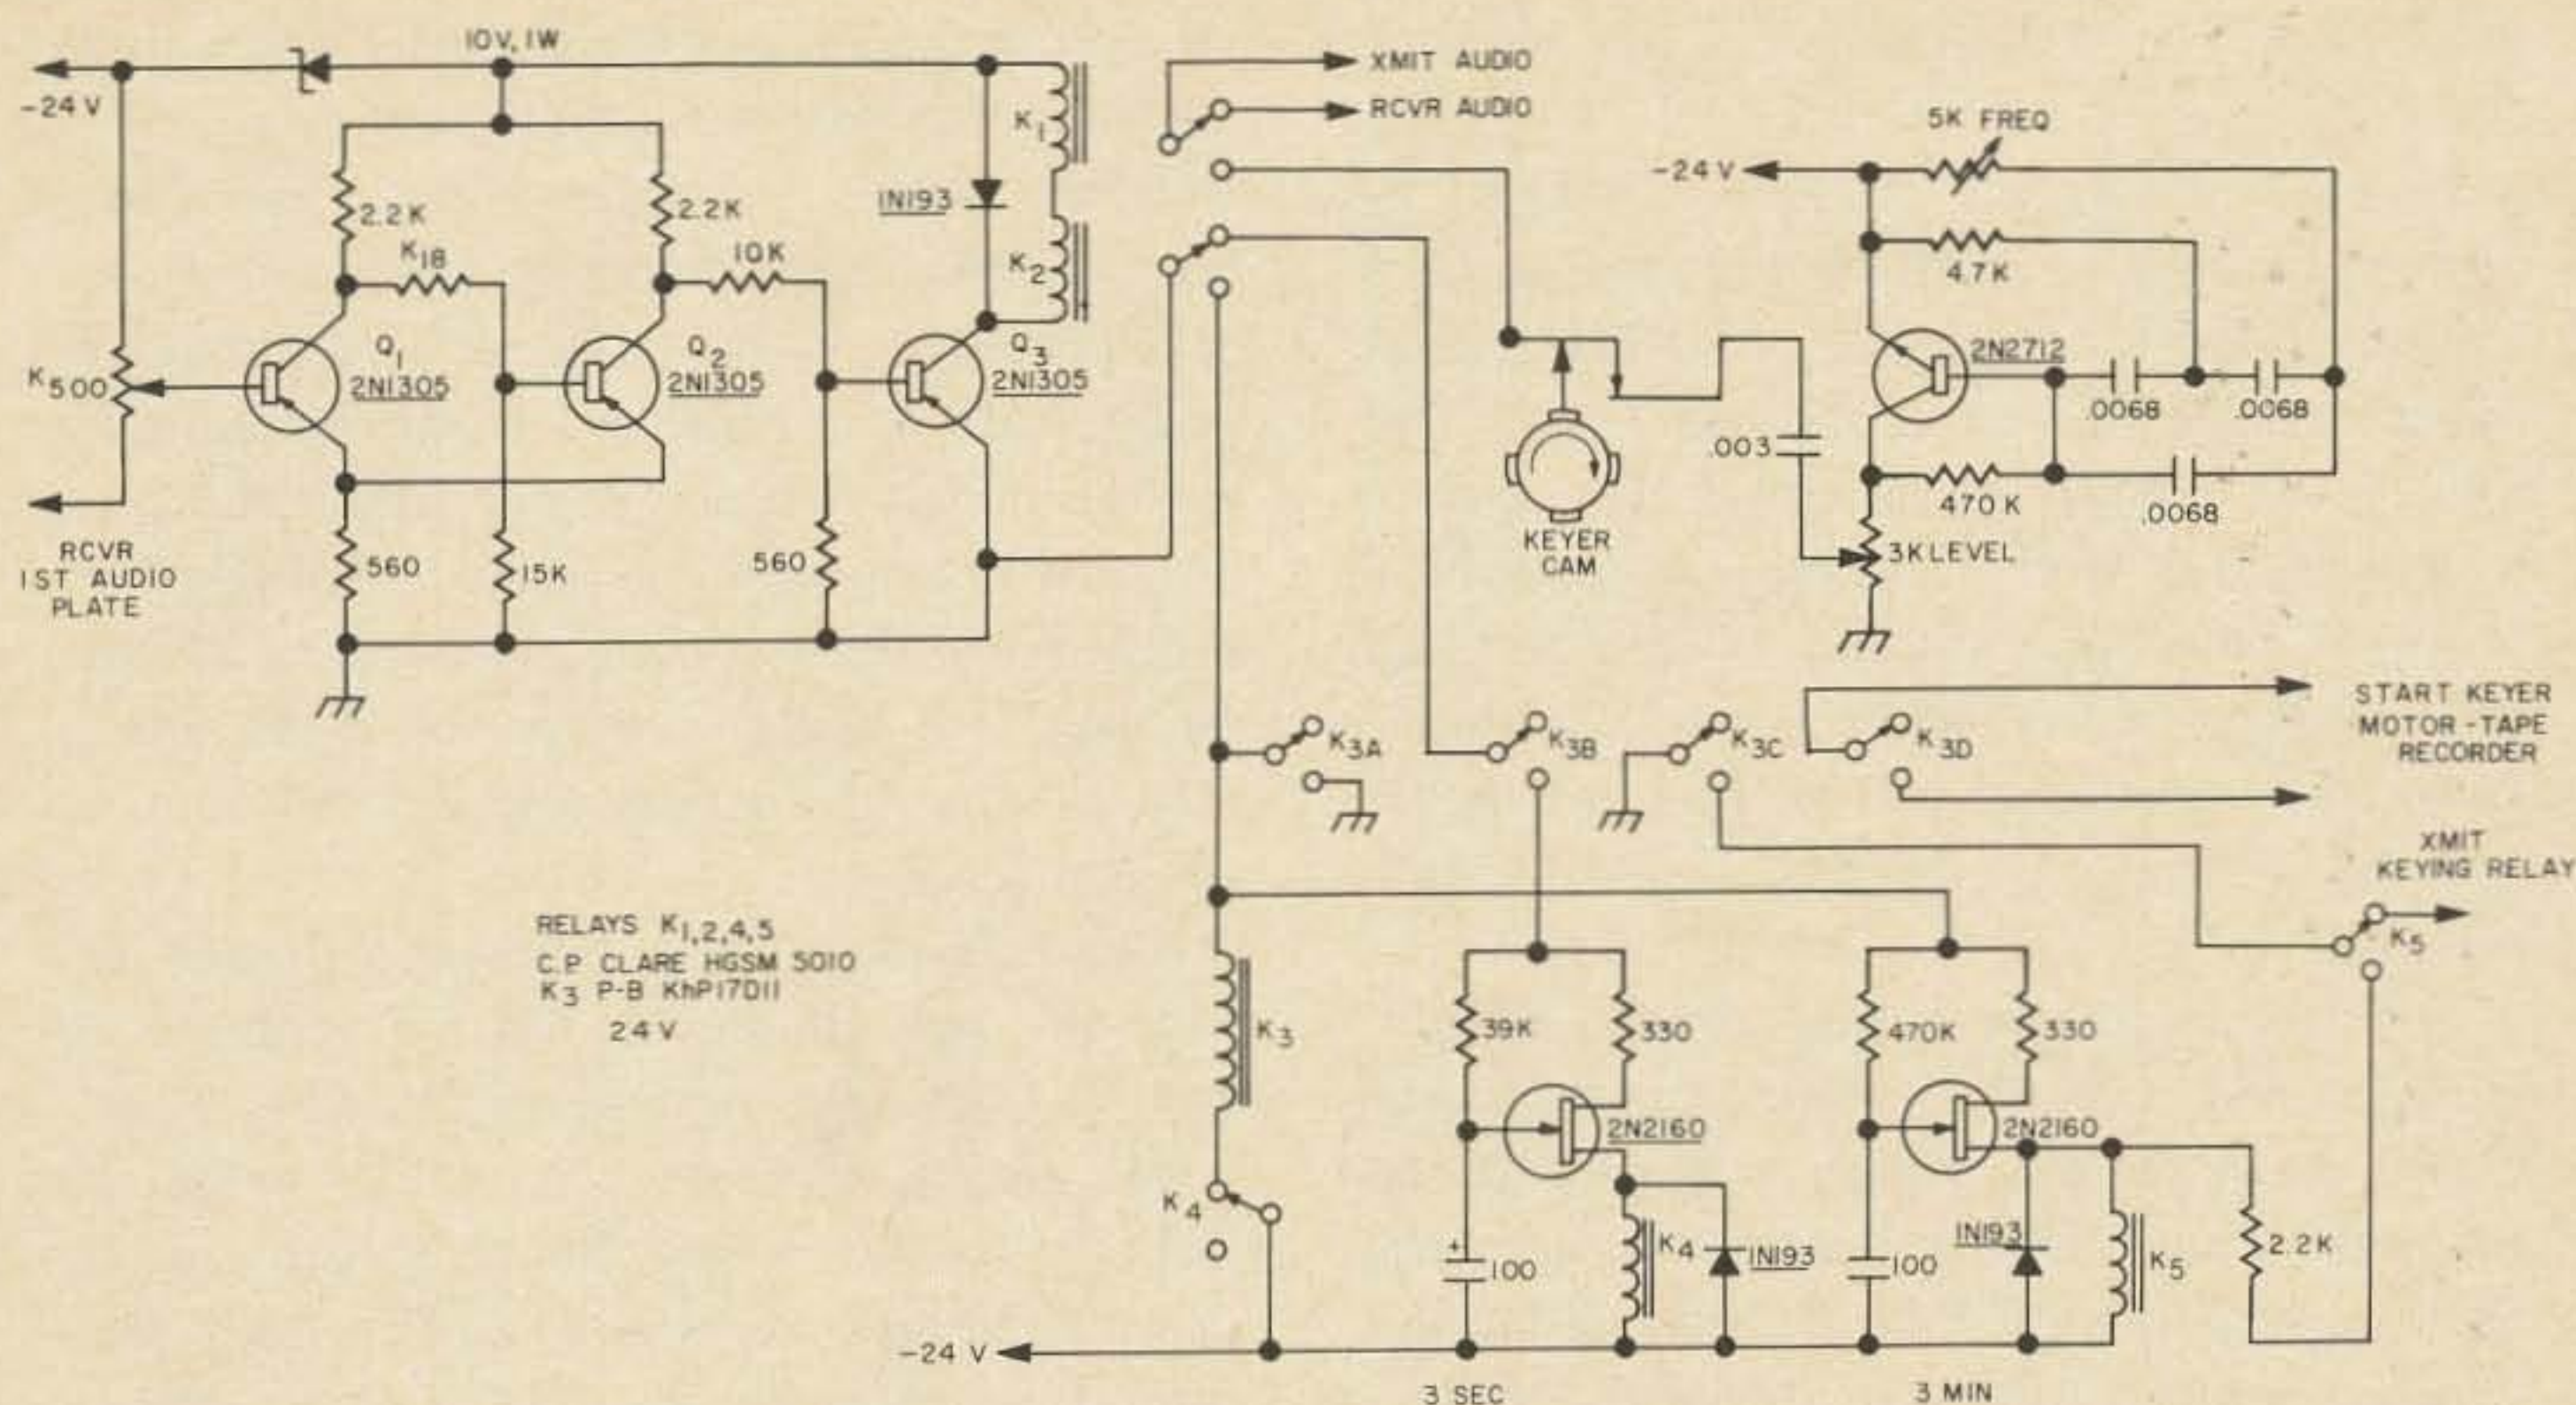 10V, 1W
-24 V
2.2K
K18
2.2K
10K
1N193
K1
K2
K500
Q1
2N1305
Q2
2N1305
Q3
2N1305
RCVR
1ST AUDIO
PLATE
560
15K
560
XMIT AUDIO
RCVR AUDIO
5K FREQ
-24 V
4.7K
2N2712
.0068
.0068
.003
470 K
.0068
3K LEVEL
KEYER
CAM
K3A
K3B
K3C
K3D
START KEYER
MOTOR-TAPE
RECORDER
XMIT
KEYING RELAY
K5
RELAYS K1,2,4,5
C.P CLARE HGSM 5010
K3 P-B KhP17D11
24 V
K3
39K
330
470K
330
2N2160
2N2160
K4
+
100
K4
1N193
100
1N193
K5
2.2K
-24 V
3 SEC
3 MIN